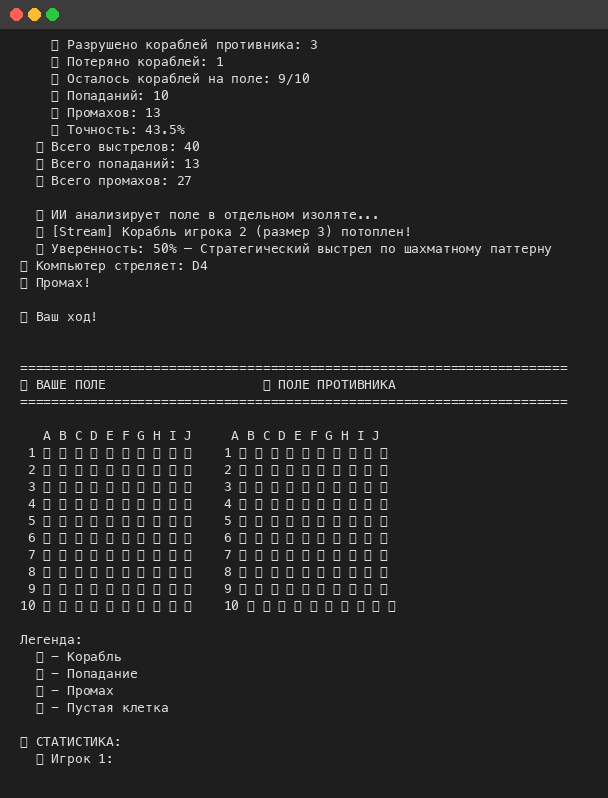 ▯ Разрушено кораблей противника: 3
▯ Потеряно кораблей: 1
▯ Осталось кораблей на поле: 9/10
▯ Попаданий: 10
▯ Промахов: 13
▯ Точность: 43.5%
▯ Всего выстрелов: 40
▯ Всего попаданий: 13
▯ Всего промахов: 27
▯ ИИ анализирует поле в отдельном изоляте...
▯ [Stream] Корабль игрока 2 (размер 3) потоплен!
▯ Уверенность: 50% — Стратегический выстрел по шахматному паттерну
▯ Компьютер стреляет: D4
▯ Промах!
▯ Ваш ход!
======================================================================
▯ ВАШЕ ПОЛЕ ▯ ПОЛЕ ПРОТИВНИКА
======================================================================
A B C D E F G H I J A B C D E F G H I J
1 ▯ ▯ ▯ ▯ ▯ ▯ ▯ ▯ ▯ ▯ 1 ▯ ▯ ▯ ▯ ▯ ▯ ▯ ▯ ▯ ▯
2 ▯ ▯ ▯ ▯ ▯ ▯ ▯ ▯ ▯ ▯ 2 ▯ ▯ ▯ ▯ ▯ ▯ ▯ ▯ ▯ ▯
3 ▯ ▯ ▯ ▯ ▯ ▯ ▯ ▯ ▯ ▯ 3 ▯ ▯ ▯ ▯ ▯ ▯ ▯ ▯ ▯ ▯
4 ▯ ▯ ▯ ▯ ▯ ▯ ▯ ▯ ▯ ▯ 4 ▯ ▯ ▯ ▯ ▯ ▯ ▯ ▯ ▯ ▯
5 ▯ ▯ ▯ ▯ ▯ ▯ ▯ ▯ ▯ ▯ 5 ▯ ▯ ▯ ▯ ▯ ▯ ▯ ▯ ▯ ▯
6 ▯ ▯ ▯ ▯ ▯ ▯ ▯ ▯ ▯ ▯ 6 ▯ ▯ ▯ ▯ ▯ ▯ ▯ ▯ ▯ ▯
7 ▯ ▯ ▯ ▯ ▯ ▯ ▯ ▯ ▯ ▯ 7 ▯ ▯ ▯ ▯ ▯ ▯ ▯ ▯ ▯ ▯
8 ▯ ▯ ▯ ▯ ▯ ▯ ▯ ▯ ▯ ▯ 8 ▯ ▯ ▯ ▯ ▯ ▯ ▯ ▯ ▯ ▯
9 ▯ ▯ ▯ ▯ ▯ ▯ ▯ ▯ ▯ ▯ 9 ▯ ▯ ▯ ▯ ▯ ▯ ▯ ▯ ▯ ▯
10 ▯ ▯ ▯ ▯ ▯ ▯ ▯ ▯ ▯ ▯ 10 ▯ ▯ ▯ ▯ ▯ ▯ ▯ ▯ ▯ ▯
Легенда:
▯ — Корабль
▯ — Попадание
▯ — Промах
▯ — Пустая клетка
▯ СТАТИСТИКА:
▯ Игрок 1: